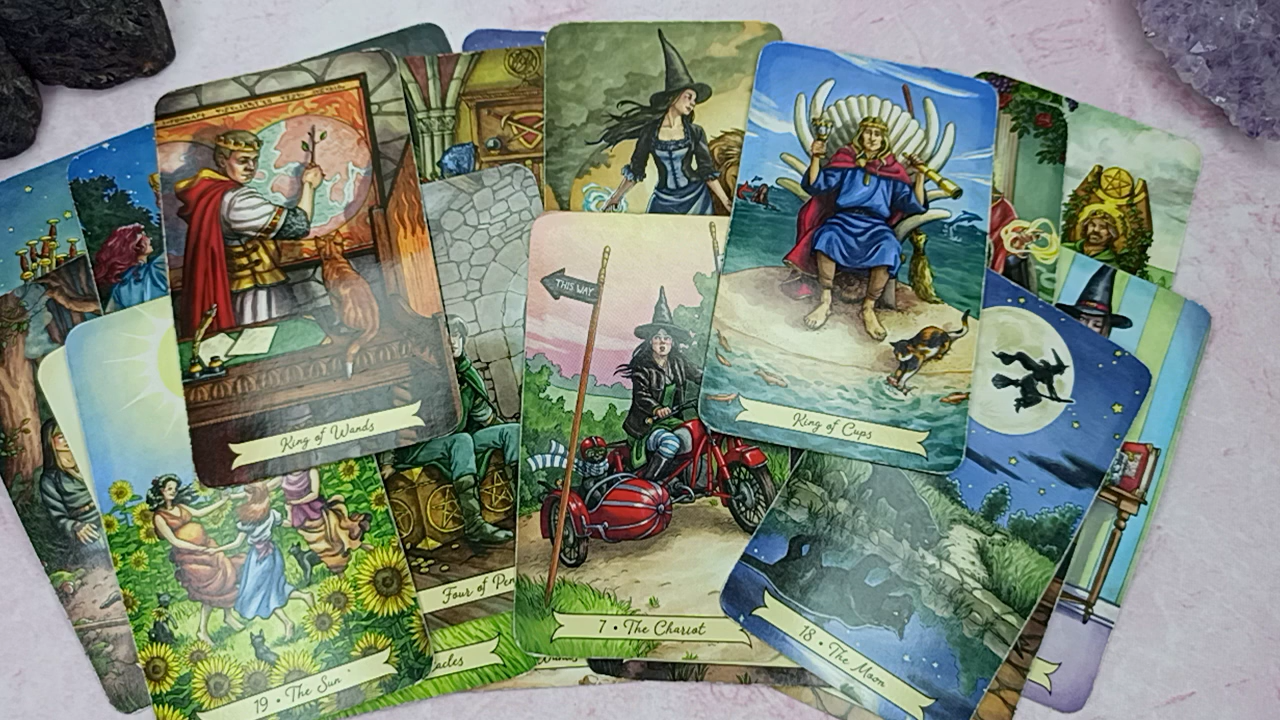 King of Wands
King of Cups
THIS WAY
Four of Pen
7 • The Chariot
18 • The Moon
acles
19 • The Sun